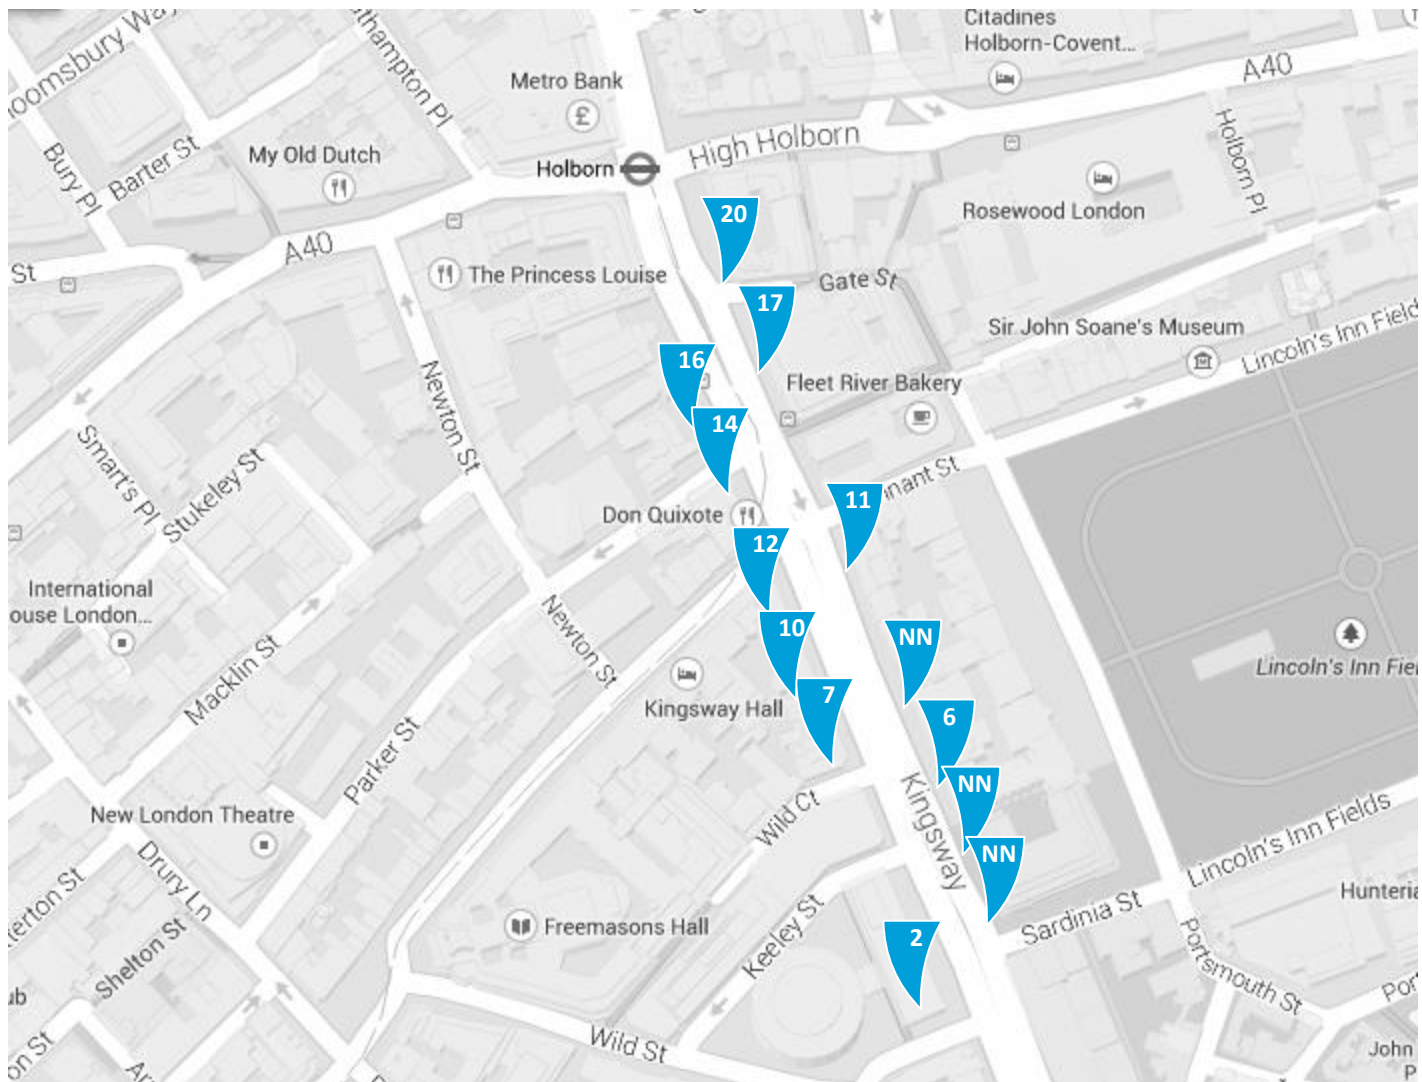 Citadines
Holborn-Covent...
A40
Metro Bank
£
My Old Dutch
Barter St
Bury Pl
Holborn
High Holborn
Holborn Pl
Rosewood London
20
A40
St
The Princess Louise
Gate St
17
Sir John Soane's Museum
Lincoln's Inn Field
16
Fleet River Bakery
Newton St
14
Smart's Pl
Stukeley St
11
Don Quixote
12
International
ouse London...
Newton St
10
NN
Lincoln's Inn Fiel
Macklin St
Kingsway Hall
7
6
Parker St
NN
Kingsway
New London Theatre
Wild Ct
Lincoln's Inn Fields
NN
Drury Ln
Hunteria
Sardinia St
Shelton St
Freemasons Hall
Keeley St
2
Portsmouth St
Wild St
John